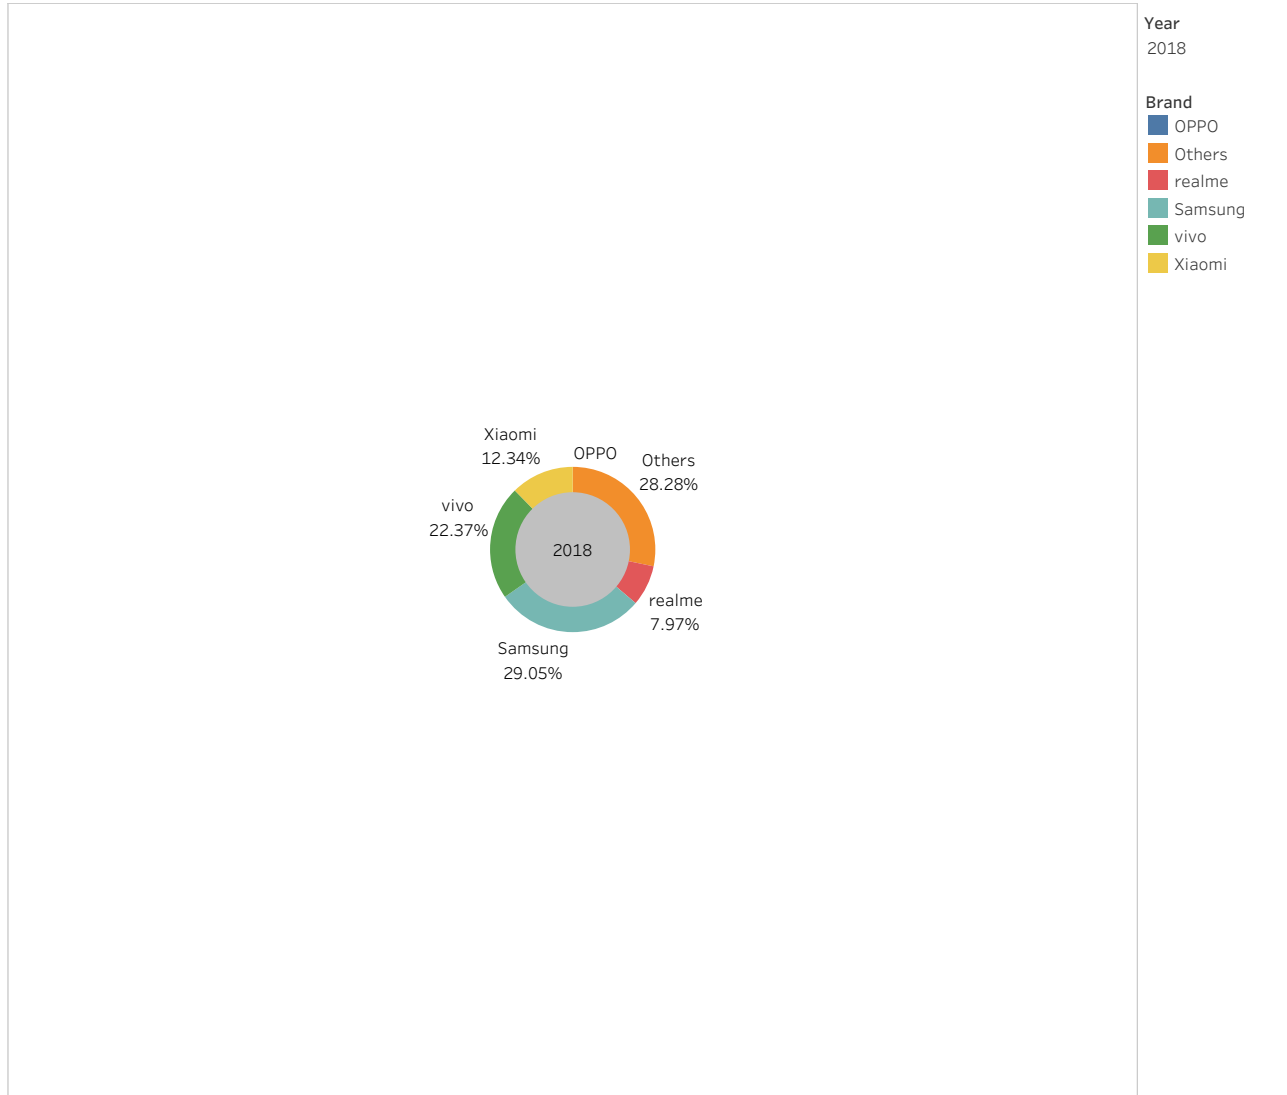 Year
2018
Brand
OPPO
Others
realme
Samsung
vivo
Xiaomi
Xiaomi
12.34%
OPPO
Others
28.28%
vivo
22.37%
2018
realme
7.97%
Samsung
29.05%